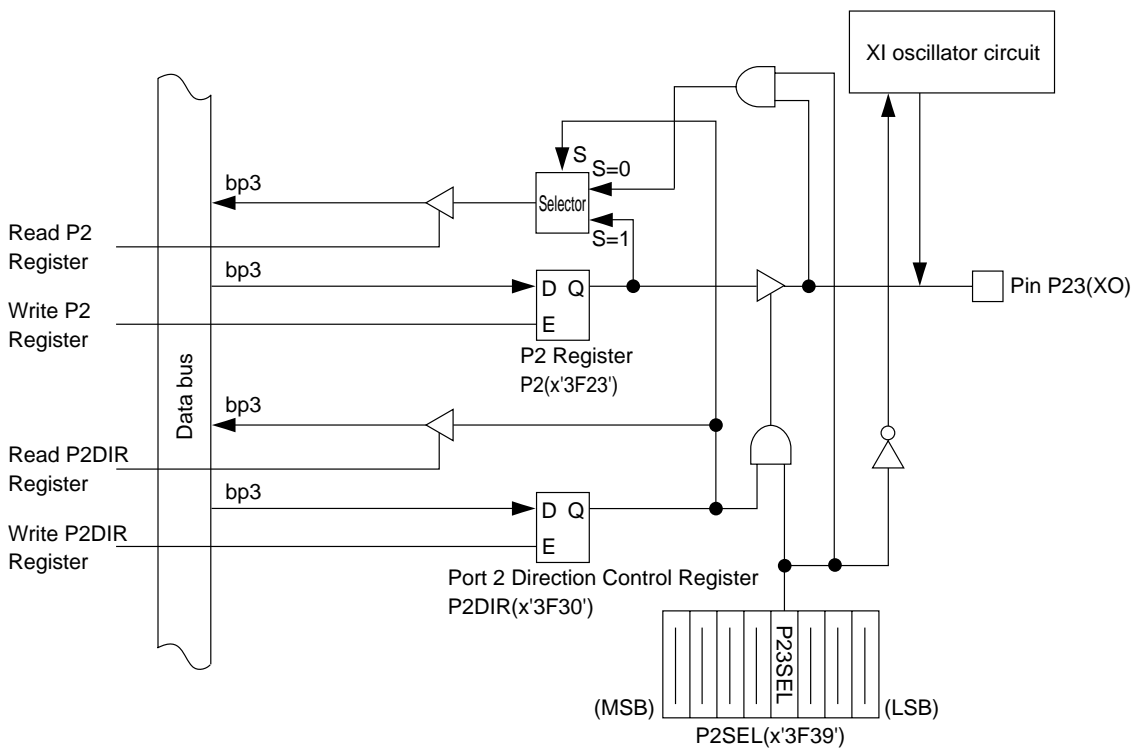 XI oscillator circuit
S
S=0
bp3
Selector
Read P2
Register
S=1
bp3
D Q
Pin P23(XO)
Write P2
Register
E
P2 Register
P2(x'3F23')
Data bus
bp3
Read P2DIR
Register
bp3
D Q
Write P2DIR
Register
E
Port 2 Direction Control Register
P2DIR(x'3F30')
P23SEL
(MSB)
(LSB)
P2SEL(x'3F39')